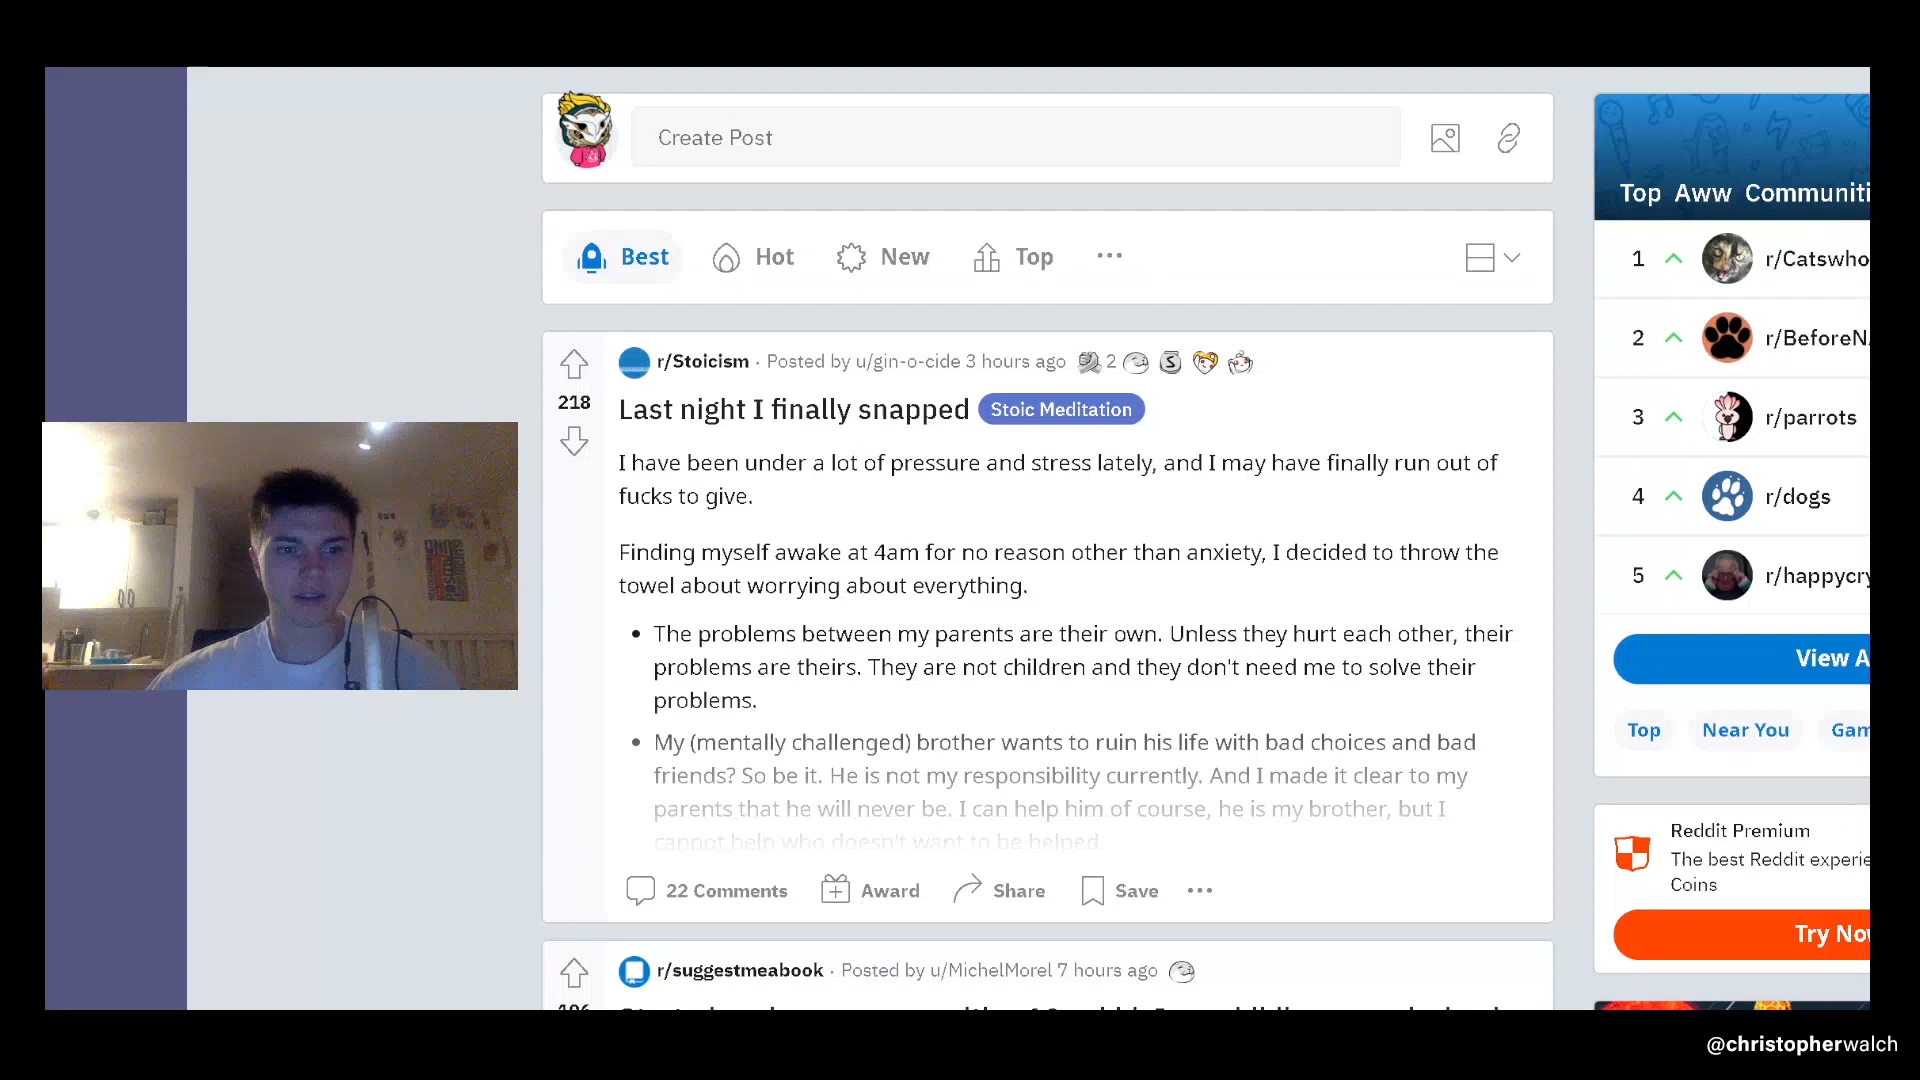 Create Post
Best Hot New Top
r/Stoicism · Posted by u/gin-o-cide 3 hours ago 2
218
Last night I finally snapped Stoic Meditation
I have been under a lot of pressure and stress lately, and I may have finally run out of
fucks to give.
Finding myself awake at 4am for no reason other than anxiety, I decided to throw the
towel about worrying about everything.
• The problems between my parents are their own. Unless they hurt each other, their
problems are theirs. They are not children and they don't need me to solve their
problems.
• My (mentally challenged) brother wants to ruin his life with bad choices and bad
friends? So be it. He is not my responsibility currently. And I made it clear to my
parents that he will never be. I can help him of course, he is my brother, but I
cannot help who doesn't want to be helped.
22 Comments Award Share Save
r/suggestmeabook · Posted by u/MichelMorel 7 hours ago
Top Aww Communiti
1 r/Catswho
2 r/BeforeN
3 r/parrots
4 r/dogs
5 r/happycry
View A
Top Near You Gam
Reddit Premium
The best Reddit experie
Coins
Try Now
@christopherwalch